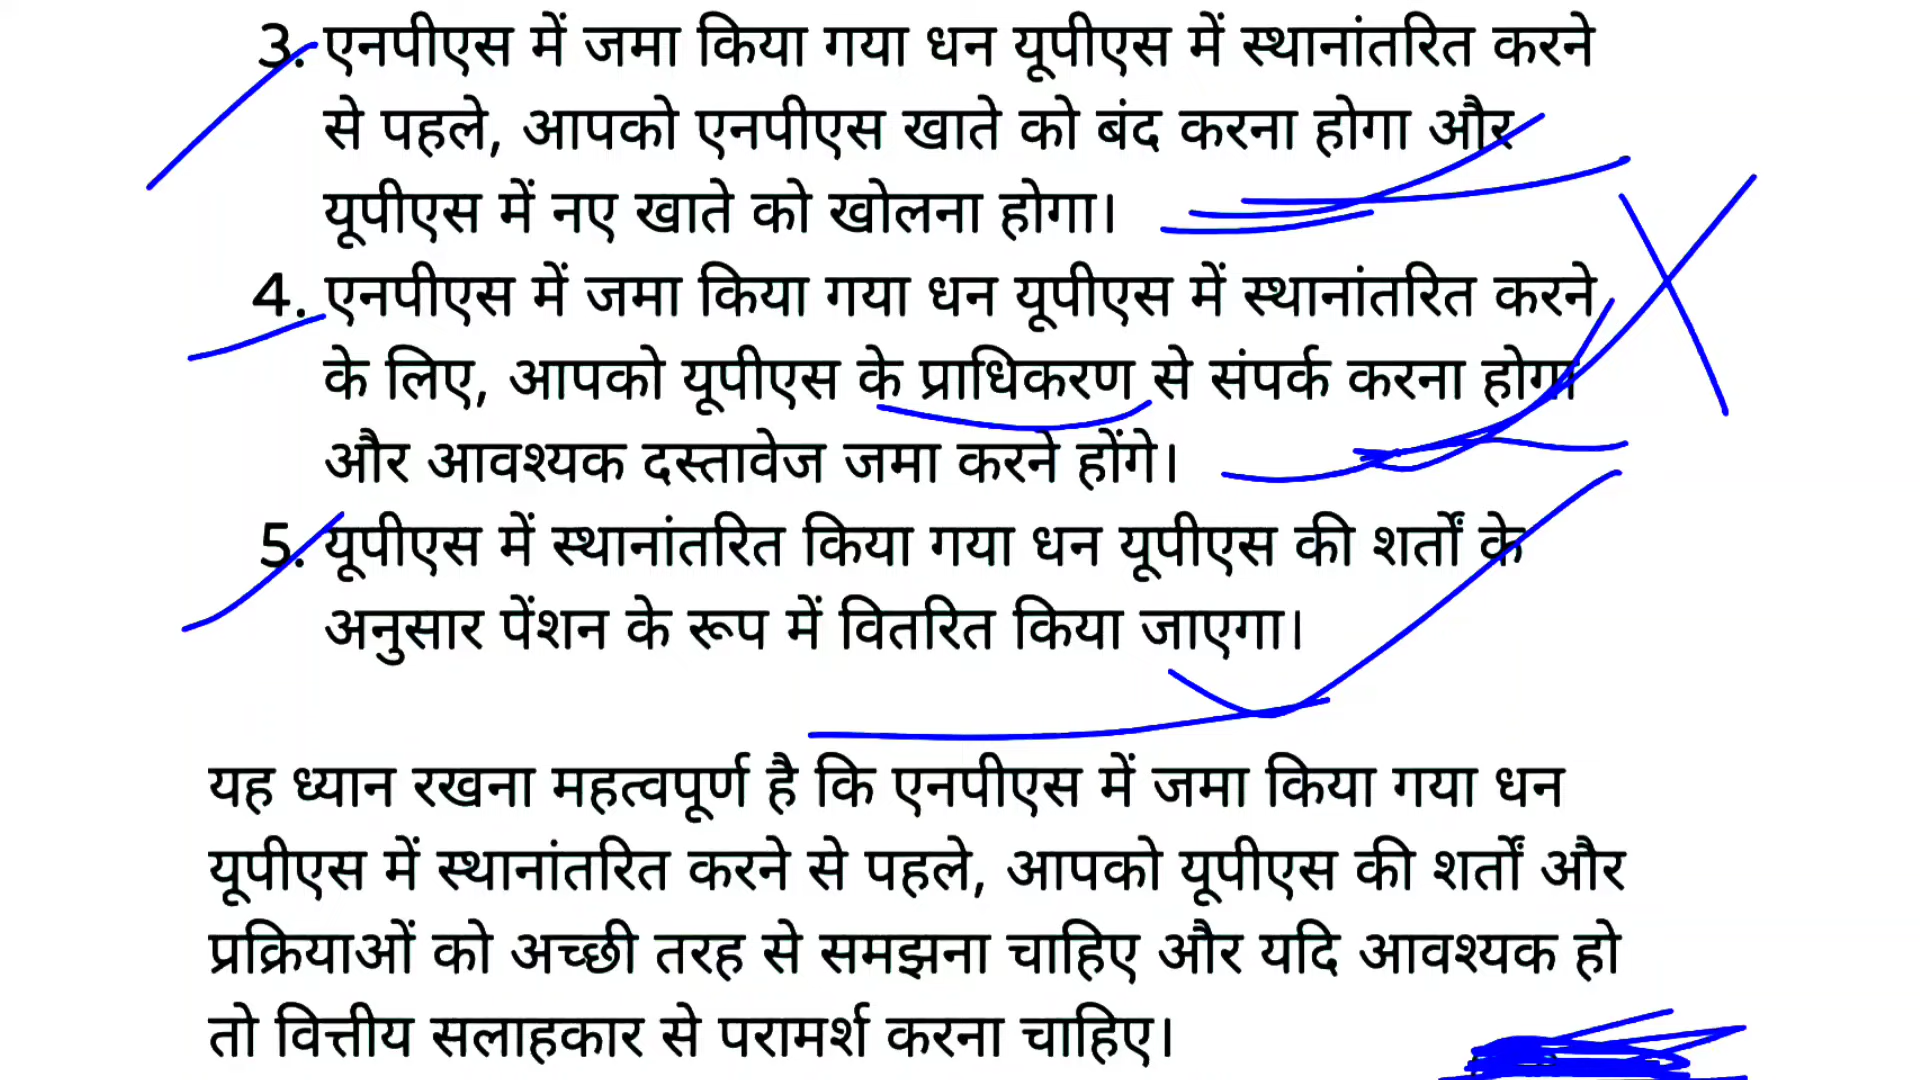 3. एनपीएस में जमा किया गया धन यूपीएस में स्थानांतरित करने
से पहले, आपको एनपीएस खाते को बंद करना होगा और
यूपीएस में नए खाते को खोलना होगा।
4. एनपीएस में जमा किया गया धन यूपीएस में स्थानांतरित करने
के लिए, आपको यूपीएस के प्राधिकरण से संपर्क करना होगा
और आवश्यक दस्तावेज जमा करने होंगे।
5. यूपीएस में स्थानांतरित किया गया धन यूपीएस की शर्तों के
अनुसार पेंशन के रूप में वितरित किया जाएगा।
यह ध्यान रखना महत्वपूर्ण है कि एनपीएस में जमा किया गया धन
यूपीएस में स्थानांतरित करने से पहले, आपको यूपीएस की शर्तों और
प्रक्रियाओं को अच्छी तरह से समझना चाहिए और यदि आवश्यक हो
तो वित्तीय सलाहकार से परामर्श करना चाहिए।